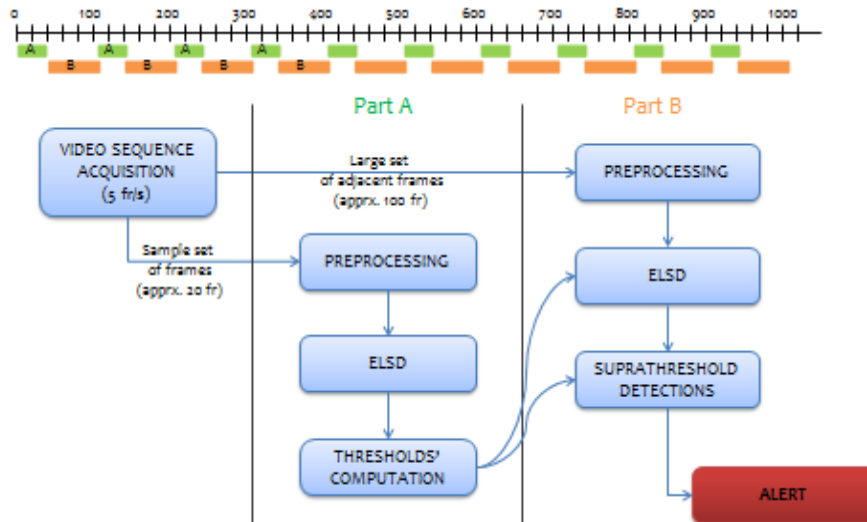 0 100 200 300 400 500 600 700 800 900 1000
A A A A
B B B B
Part A
Part B
VIDEO SEQUENCE
ACQUISITION
(5 fr/s)
Large set
of adjacent frames
(apprx. 100 fr)
PREPROCESSING
Sample set
of frames
(apprx. 20 fr)
PREPROCESSING
ELSD
ELSD
SUPRATHRESHOLD
DETECTIONS
THRESHOLDS'
COMPUTATION
ALERT